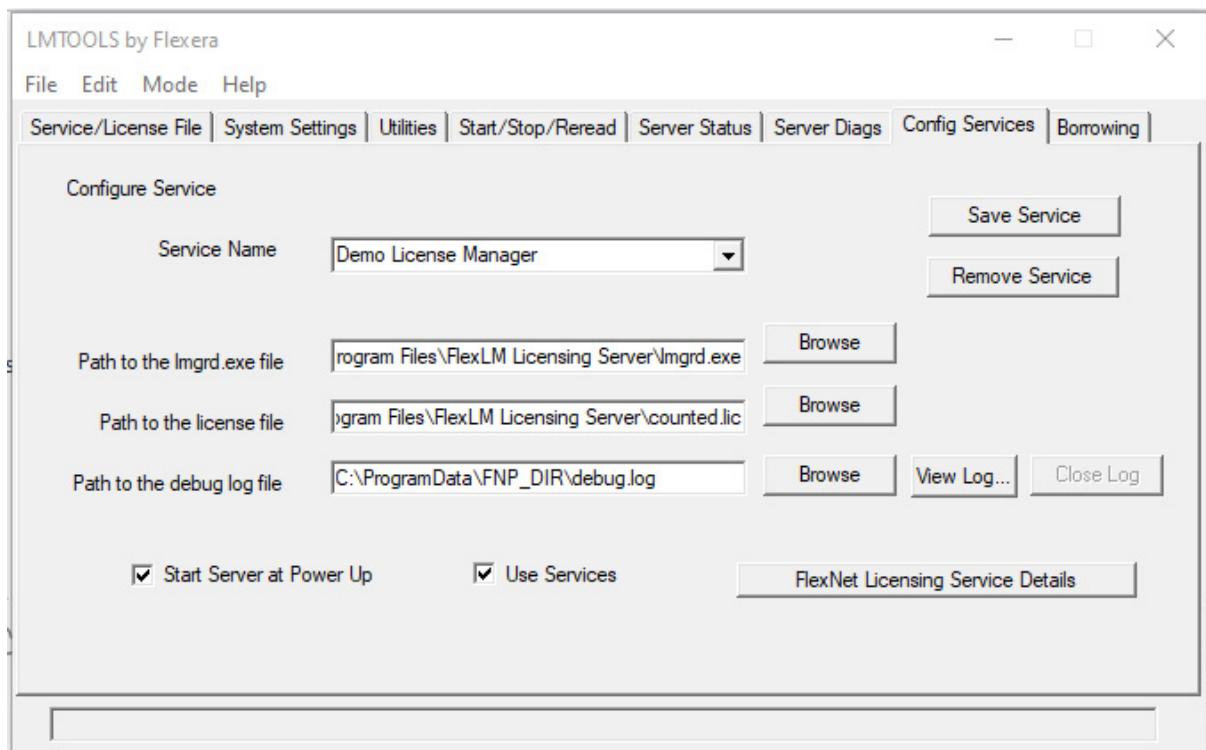 LMTOOLS by Flexera
File Edit Mode Help
Service/License File System Settings Utilities Start/Stop/Reread Server Status Server Diags Config Services Borrowing
Configure Service
Save Service
Service Name Demo License Manager
Remove Service
Path to the lmgrd.exe file rogram Files\FlexLM Licensing Server\lmgrd.exe Browse
Path to the license file ogram Files\FlexLM Licensing Server\counted.lic Browse
Path to the debug log file C:\ProgramData\FNP_DIR\debug.log Browse View Log... Close Log
Start Server at Power Up Use Services FlexNet Licensing Service Details